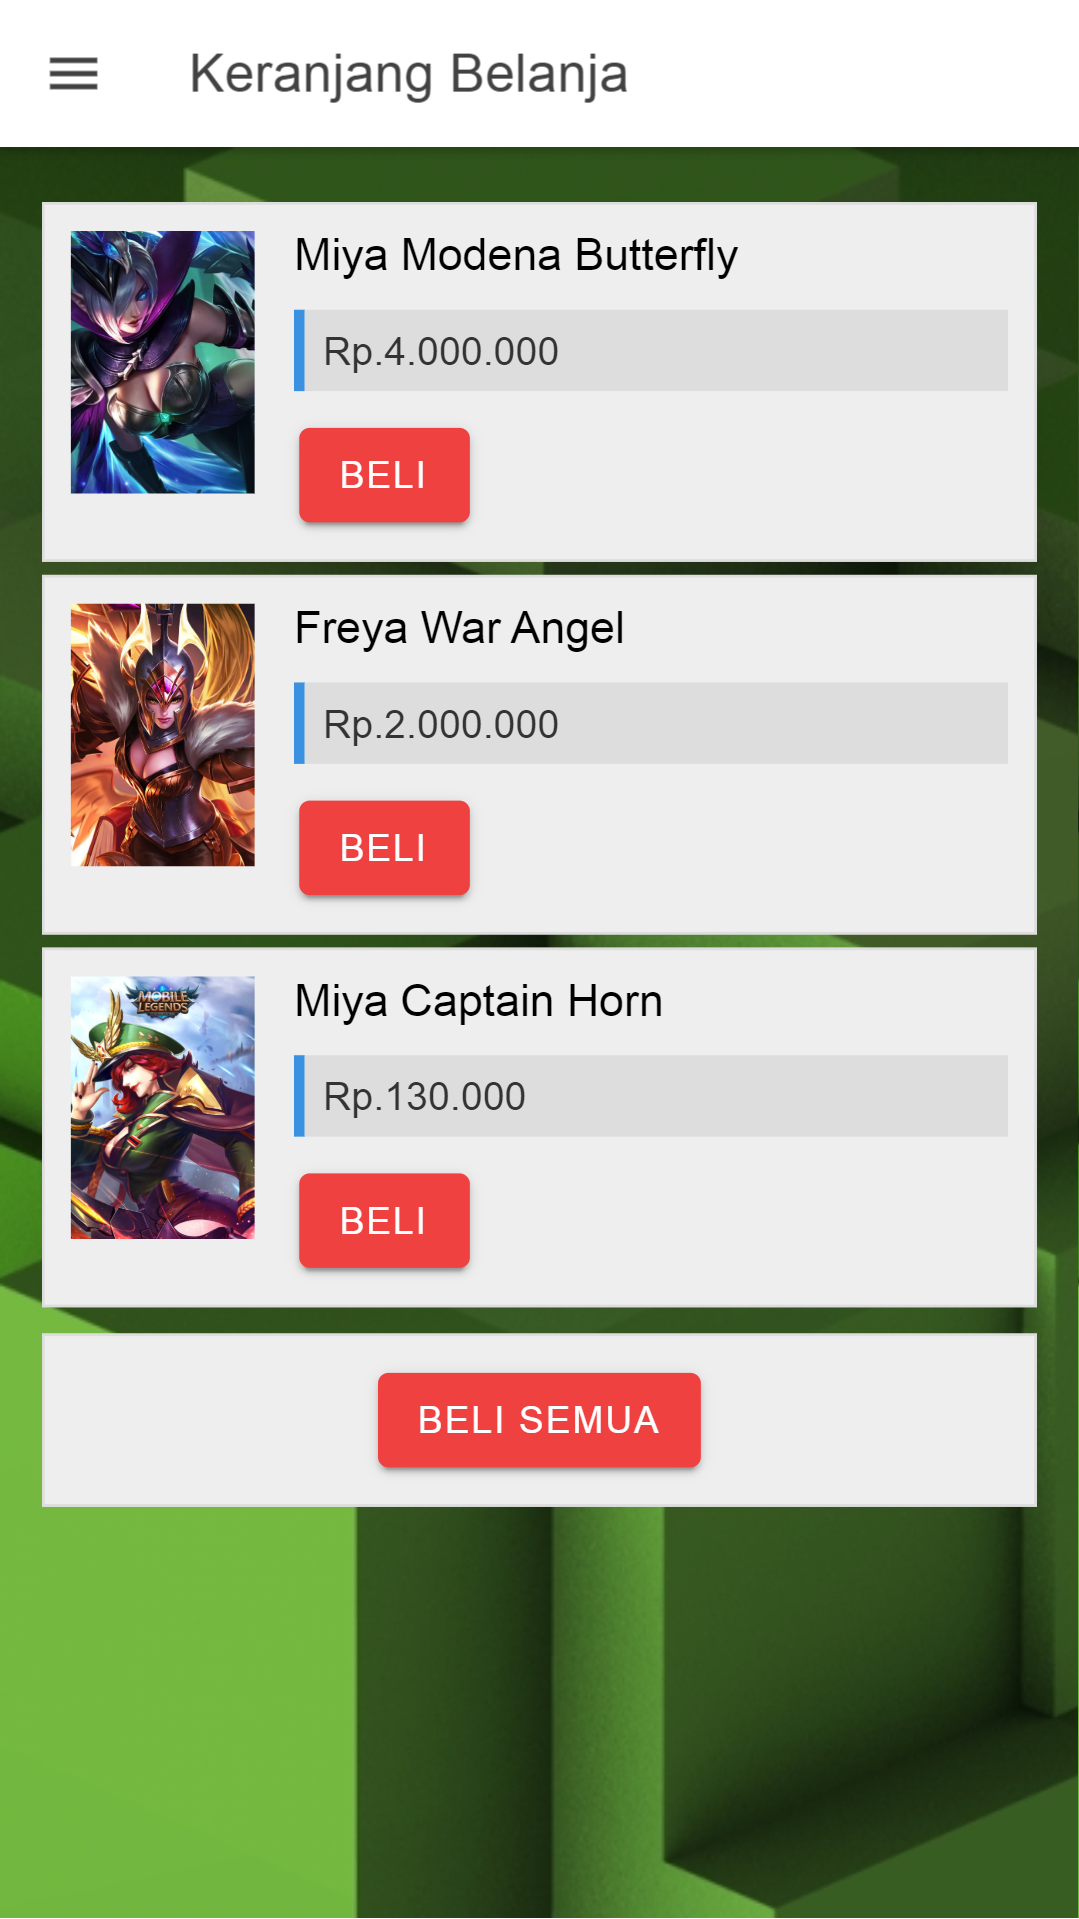 Keranjang Belanja
Miya Modena Butterfly
Rp.4.000.000
BELI
Freya War Angel
Rp.2.000.000
BELI
MOBILE
LEGENDS
Miya Captain Horn
Rp.130.000
BELI
BELI SEMUA